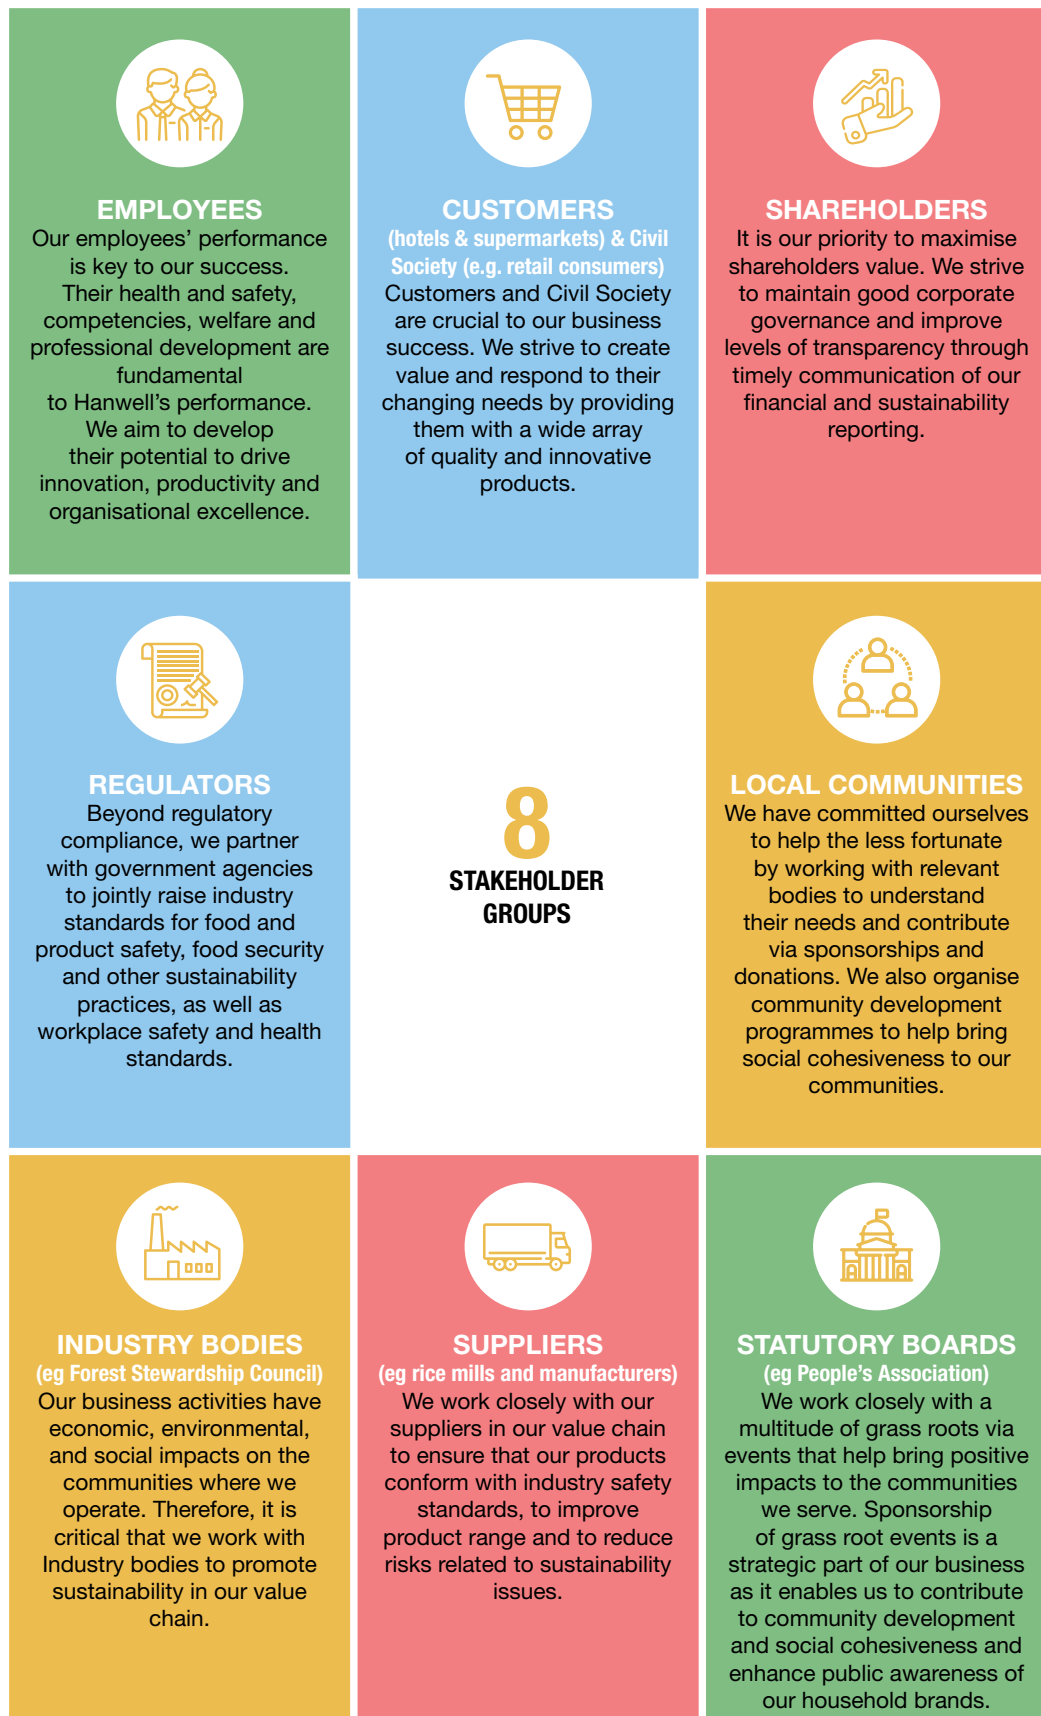 EMPLOYEES
Our employees’ performance
is key to our success.
Their health and safety,
competencies, welfare and
professional development are
fundamental
to Hanwell’s performance.
We aim to develop
their potential to drive
innovation, productivity and
organisational excellence.
CUSTOMERS
(hotels & supermarkets) & Civil
Society (e.g. retail consumers)
Customers and Civil Society
are crucial to our business
success. We strive to create
value and respond to their
changing needs by providing
them with a wide array
of quality and innovative
products.
SHAREHOLDERS
It is our priority to maximise
shareholders value. We strive
to maintain good corporate
governance and improve
levels of transparency through
timely communication of our
financial and sustainability
reporting.
REGULATORS
Beyond regulatory
compliance, we partner
with government agencies
to jointly raise industry
standards for food and
product safety, food security
and other sustainability
practices, as well as
workplace safety and health
standards.
8
STAKEHOLDER
GROUPS
LOCAL COMMUNITIES
We have committed ourselves
to help the less fortunate
by working with relevant
bodies to understand
their needs and contribute
via sponsorships and
donations. We also organise
community development
programmes to help bring
social cohesiveness to our
communities.
INDUSTRY BODIES
(eg Forest Stewardship Council)
Our business activities have
economic, environmental,
and social impacts on the
communities where we
operate. Therefore, it is
critical that we work with
Industry bodies to promote
sustainability in our value
chain.
SUPPLIERS
(eg rice mills and manufacturers)
We work closely with our
suppliers in our value chain
to ensure that our products
conform with industry safety
standards, to improve
product range and to reduce
risks related to sustainability
issues.
STATUTORY BOARDS
(eg People’s Association)
We work closely with a
multitude of grass roots via
events that help bring positive
impacts to the communities
we serve. Sponsorship
of grass root events is a
strategic part of our business
as it enables us to contribute
to community development
and social cohesiveness and
enhance public awareness of
our household brands.